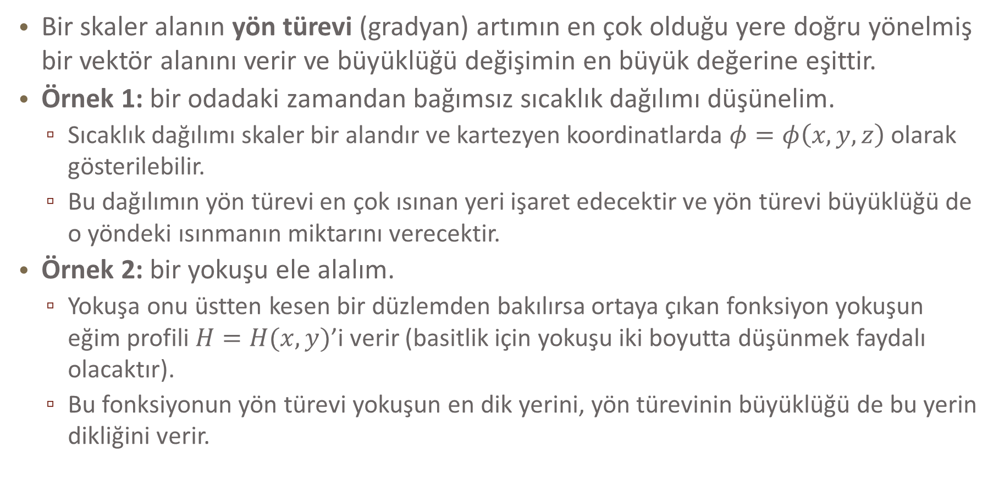 • Bir skaler alanın yön türevi (gradyan) artımın en çok olduğu yere doğru yönelmiş
bir vektör alanını verir ve büyüklüğü değişimin en büyük değerine eşittir.
• Örnek 1: bir odadaki zamandan bağımsız sıcaklık dağılımı düşünelim.
▫ Sıcaklık dağılımı skaler bir alandır ve kartezyen koordinatlarda 𝜙 = 𝜙(𝑥, 𝑦, 𝑧) olarak
gösterilebilir.
▫ Bu dağılımın yön türevi en çok ısınan yeri işaret edecektir ve yön türevi büyüklüğü de
o yöndeki ısınmanın miktarını verecektir.
• Örnek 2: bir yokuşu ele alalım.
▫ Yokuşa onu üstten kesen bir düzlemden bakılırsa ortaya çıkan fonksiyon yokuşun
eğim profili 𝐻 = 𝐻(𝑥, 𝑦)’i verir (basitlik için yokuşu iki boyutta düşünmek faydalı
olacaktır).
▫ Bu fonksiyonun yön türevi yokuşun en dik yerini, yön türevinin büyüklüğü de bu yerin
dikliğini verir.